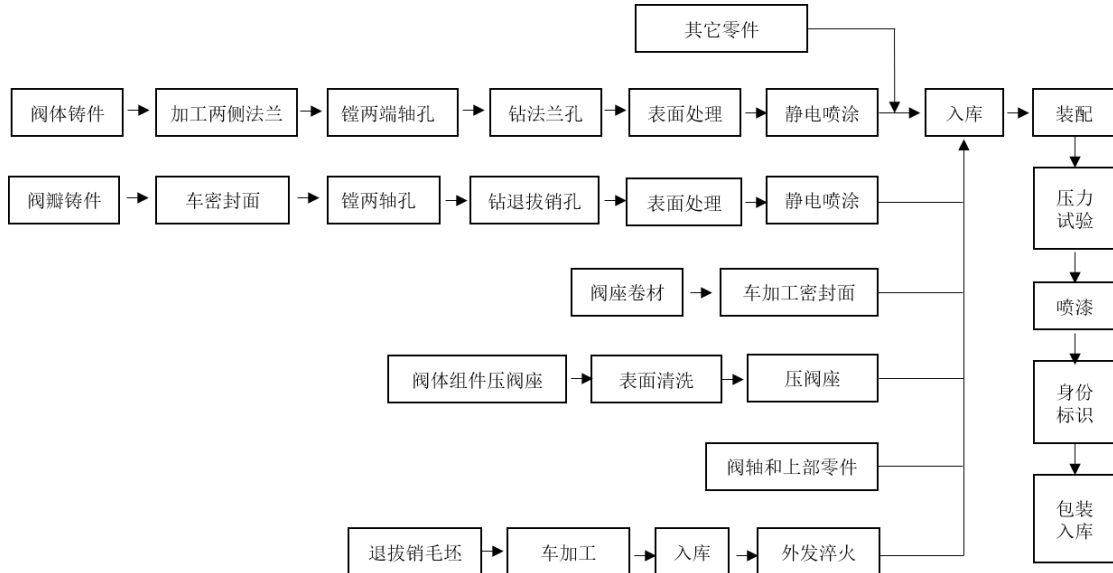 其它零件
阀体铸件
加工两侧法兰
镗两端轴孔
钻法兰孔
表面处理
静电喷涂
入库
装配
阀瓣铸件
车密封面
镗两轴孔
钻退拔销孔
表面处理
静电喷涂
压力
试验
阀座卷材
车加工密封面
喷漆
阀体组件压阀座
表面清洗
压阀座
身份
标识
阀轴和上部零件
包装
入库
退拔销毛坯
车加工
入库
外发淬火